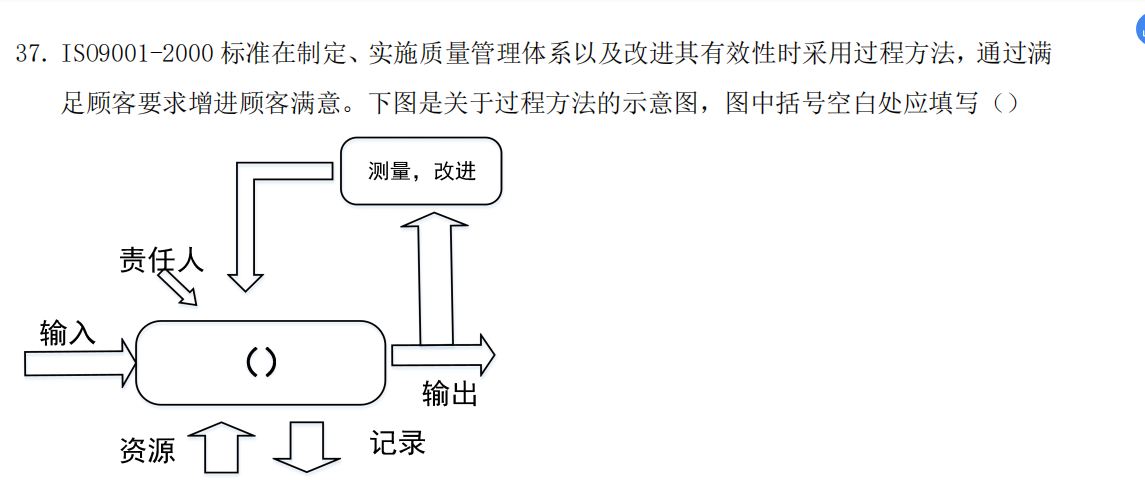 37. ISO9001-2000 标准在制定、实施质量管理体系以及改进其有效性时采用过程方法，通过满
足顾客要求增进顾客满意。下图是关于过程方法的示意图，图中括号空白处应填写（）
测量，改进
责任人
输入
()
输出
资源
记录